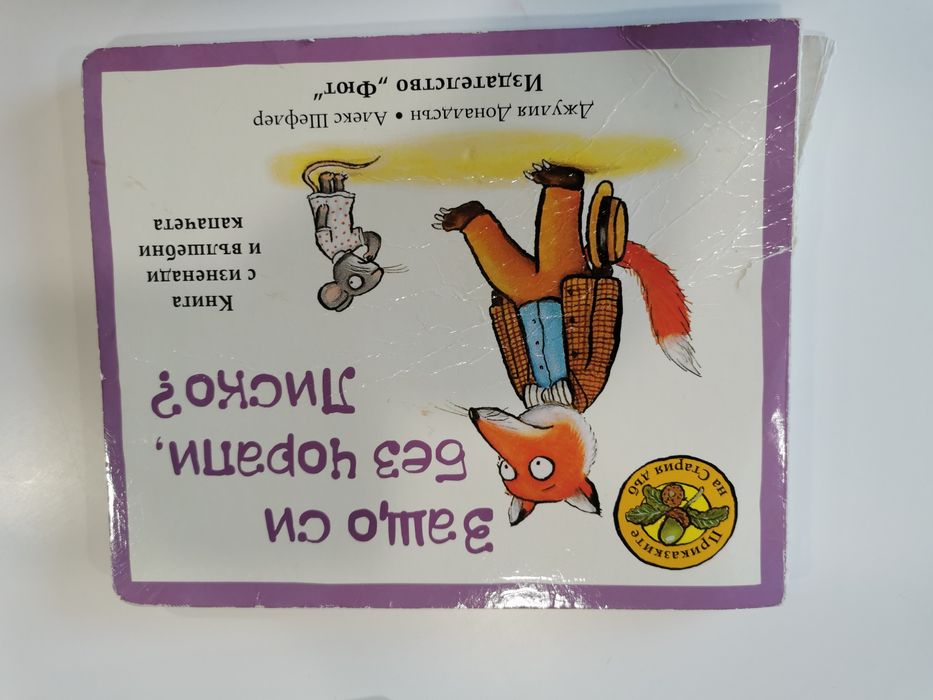 Приказките
на Стария дъб
Защо си
без чорапи,
Лиско?
Книга
с изненади
и вълшебни
капачета
Джулия Доналдсън • Алекс Шефлер
Издателство „Фют“